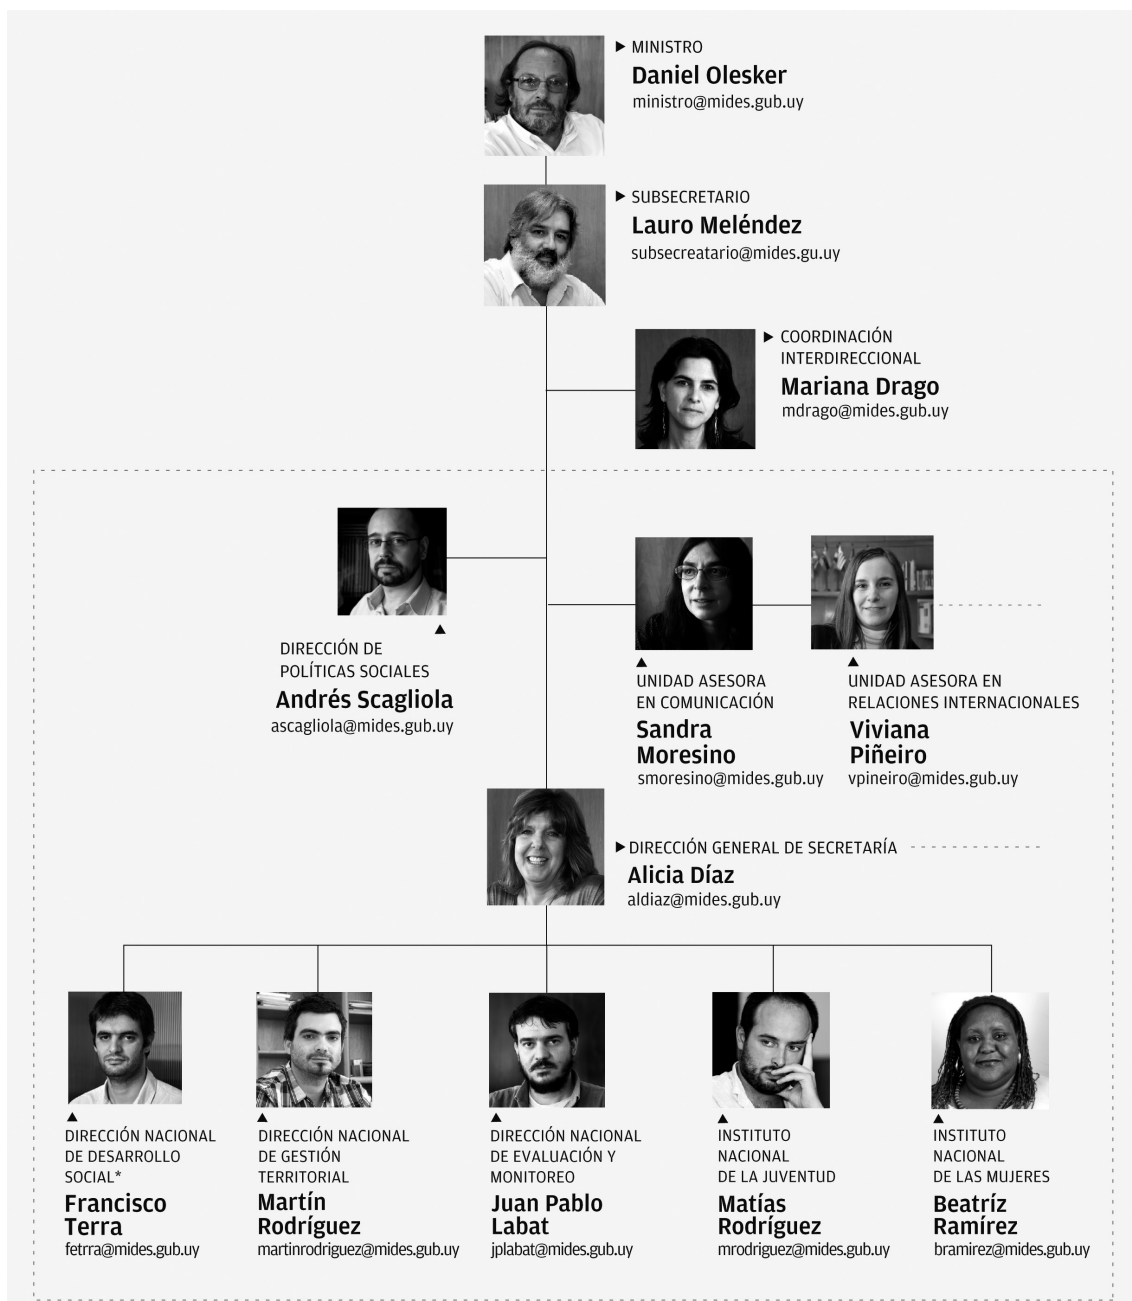 MINISTRO
Daniel Olesker
ministro@mides.gub.uy
SUBSECRETARIO
Lauro Meléndez
subsecreatario@mides.gu.uy
COORDINACIÓN
INTERDIRECCIONAL
Mariana Drago
mdrago@mides.gub.uy
DIRECCIÓN DE
POLÍTICAS SOCIALES
Andrés Scagliola
ascagliola@mides.gub.uy
UNIDAD ASESORA
EN COMUNICACIÓN
Sandra
Moresino
smoresino@mides.gub.uy
UNIDAD ASESORA EN
RELACIONES INTERNACIONALES
Viviana
Piñeiro
vpineiro@mides.gub.uy
DIRECCIÓN GENERAL DE SECRETARÍA
Alicia Díaz
aldiaz@mides.gub.uy
DIRECCIÓN NACIONAL
DE DESARROLLO
SOCIAL*
Francisco
Terra
fetrra@mides.gub.uy
DIRECCIÓN NACIONAL
DE GESTIÓN
TERRITORIAL
Martín
Rodríguez
martinrodriguez@mides.gub.uy
DIRECCIÓN NACIONAL
DE EVALUACIÓN Y
MONITOREO
Juan Pablo
Labat
jplabat@mides.gub.uy
INSTITUTO
NACIONAL
DE LA JUVENTUD
Matías
Rodríguez
mrodriguez@mides.gub.uy
INSTITUTO
NACIONAL
DE LAS MUJERES
Beatríz
Ramírez
bramirez@mides.gub.uy